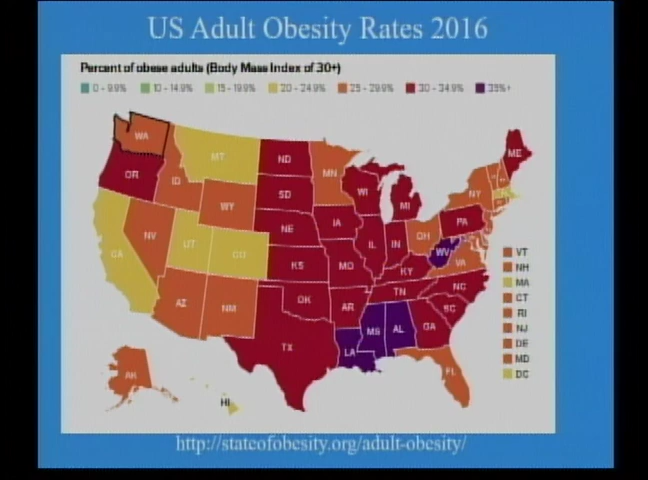 US Adult Obesity Rates 2016
Percent of obese adults (Body Mass Index of 30+)
0 - 9.9% 10 - 14.9% 15 - 19.9% 20 - 24.9% 25 - 29.9% 30 - 34.9% 35%+
WA
MT
ND
MN
ME
OR
ID
SD
WI
MI
NY
WY
IA
PA
NE
NV
UT
CO
IL
IN
OH
WV
VA
CA
KS
MO
KY
NC
TN
AZ
NM
OK
AR
SC
MS
AL
GA
TX
LA
FL
AK
HI
VT
NH
MA
CT
RI
NJ
DE
MD
DC
http://stateofobesity.org/adult-obesity/